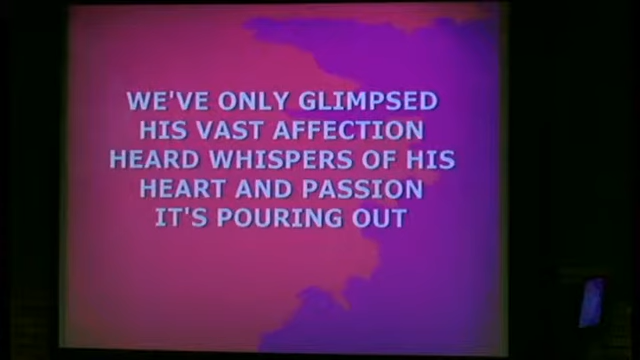 WE'VE ONLY GLIMPSED
HIS VAST AFFECTION
HEARD WHISPERS OF HIS
HEART AND PASSION
IT'S POURING OUT